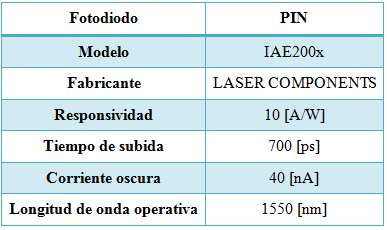 Fotodiodo PIN
Modelo IAE200x
Fabricante LASER COMPONENTS
Responsividad 10 [A/W]
Tiempo de subida 700 [ps]
Corriente oscura 40 [nA]
Longitud de onda operativa 1550 [nm]